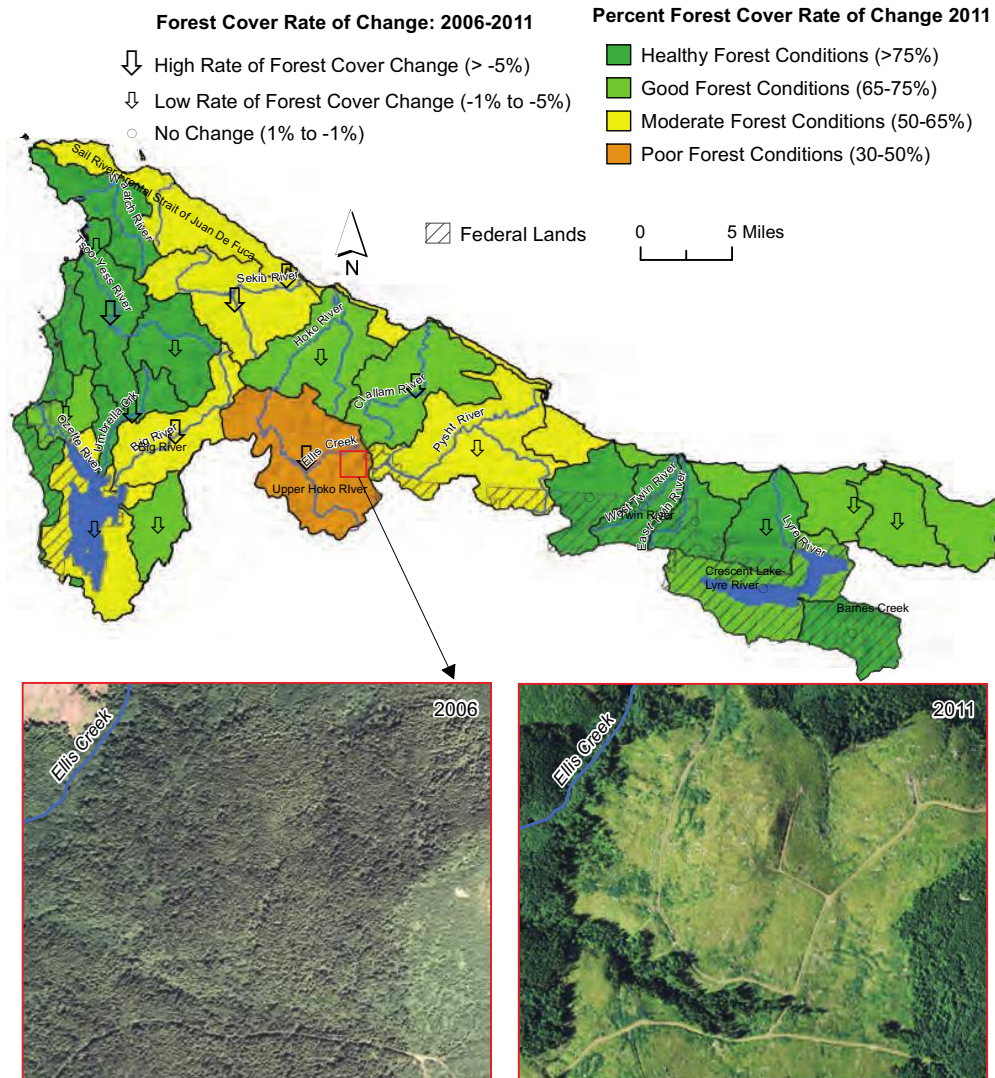 Forest Cover Rate of Change: 2006-2011
High Rate of Forest Cover Change (> -5%)
Low Rate of Forest Cover Change (-1% to -5%)
No Change (1% to -1%)
Percent Forest Cover Rate of Change 2011
Healthy Forest Conditions (>75%)
Good Forest Conditions (65-75%)
Moderate Forest Conditions (50-65%)
Poor Forest Conditions (30-50%)
Federal Lands
0 5 Miles
N
Sail River
Strait of Juan De Fuca
Waatch River
Tsoo-Yess River
Sekiu River
Hoko River
Clallam River
Pysht River
Umbrella Crk
Ozette River
Big River
Big River
Ellis Creek
Upper Hoko River
West Twin River
Twin River
East Twin River
Lyre River
Crescent Lake-
Lyre River
Barnes Creek
2006
Ellis Creek
2011
Ellis Creek